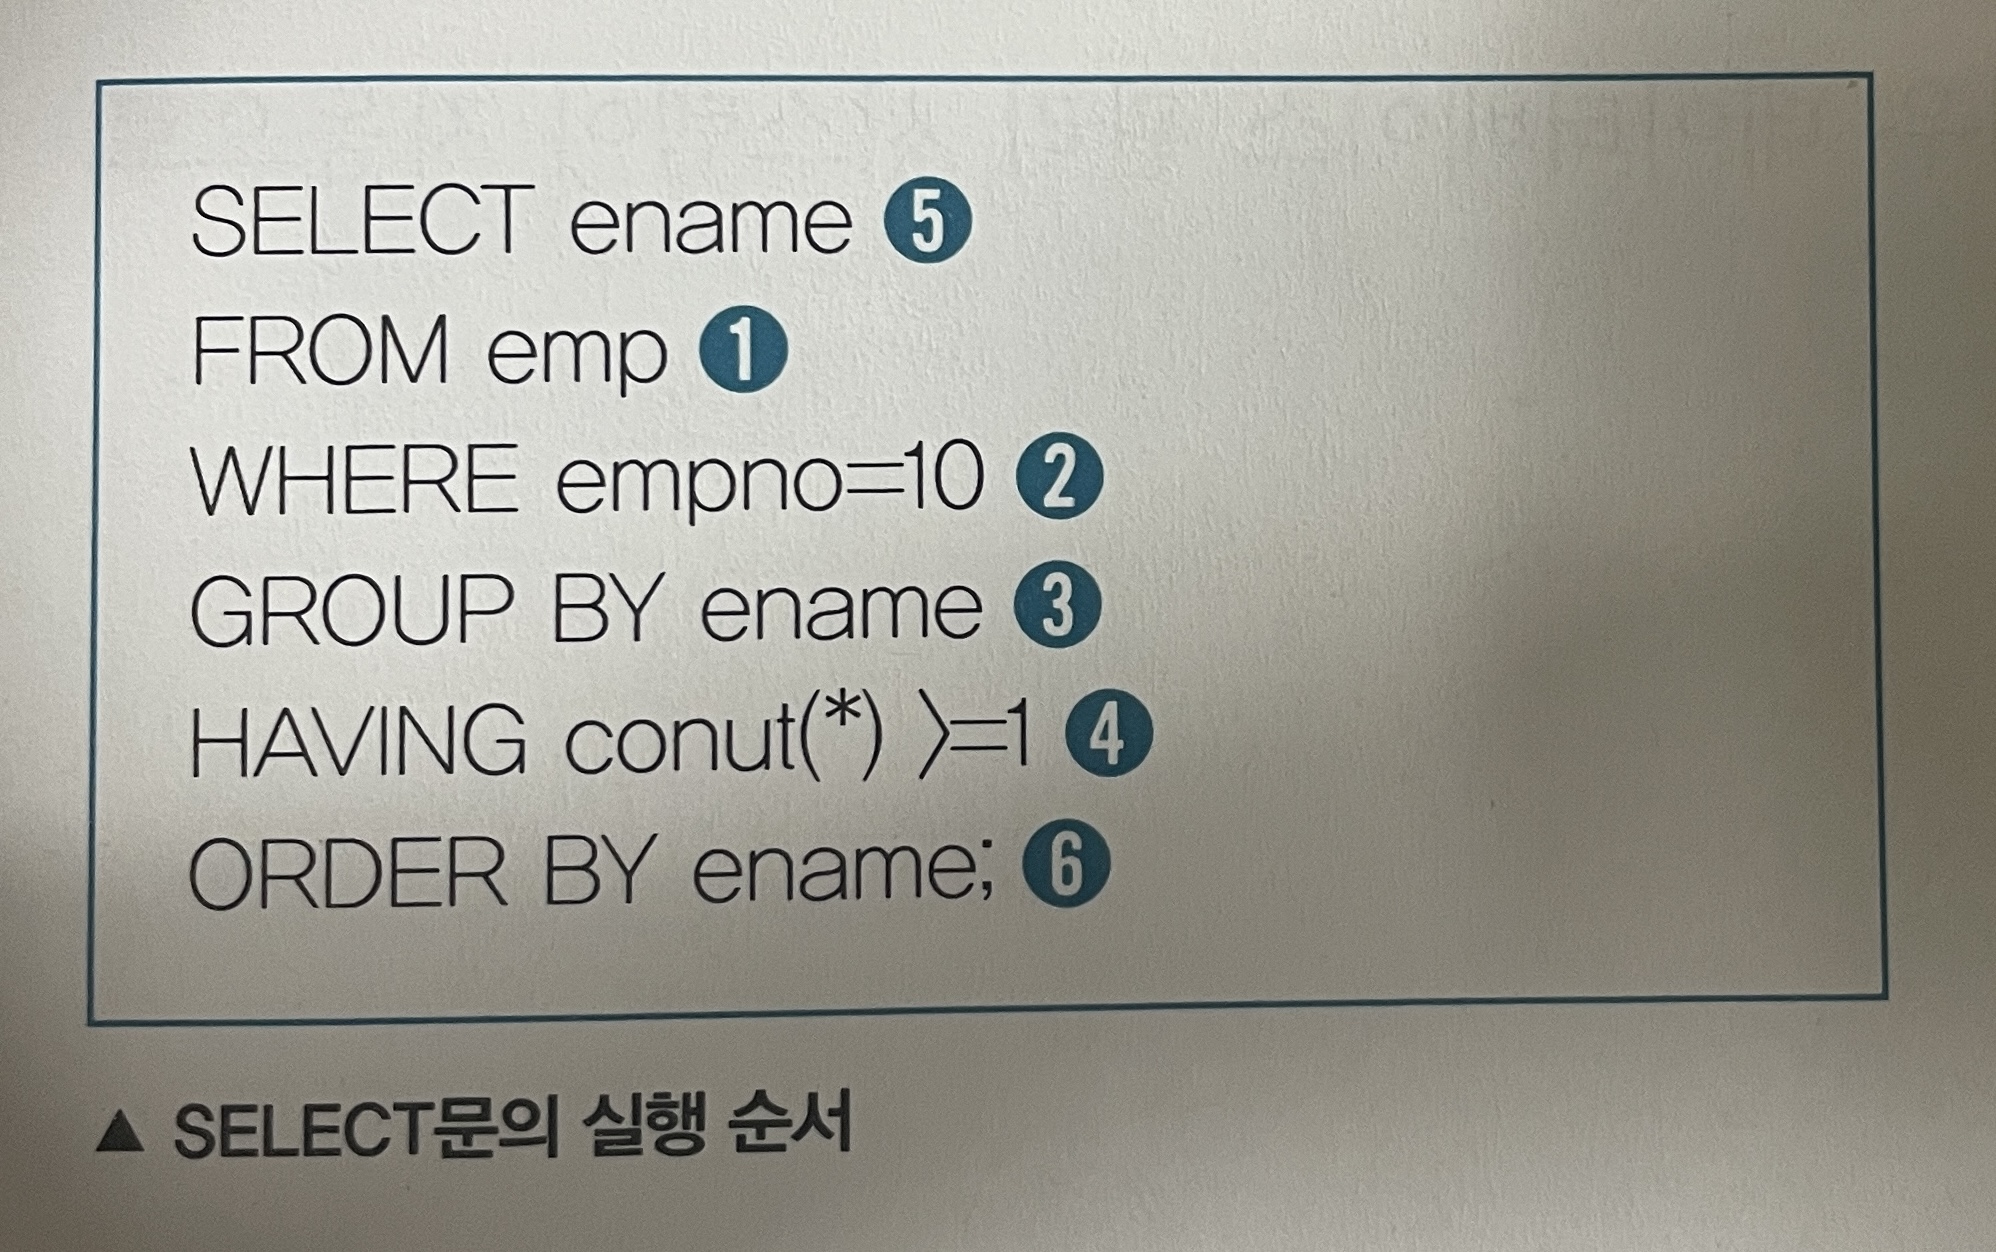 SELECT ename ❺
FROM emp ❶
WHERE empno=10 ❷
GROUP BY ename ❸
HAVING conut(*) >=1 ❹
ORDER BY ename; ❻
▲ SELECT문의 실행 순서